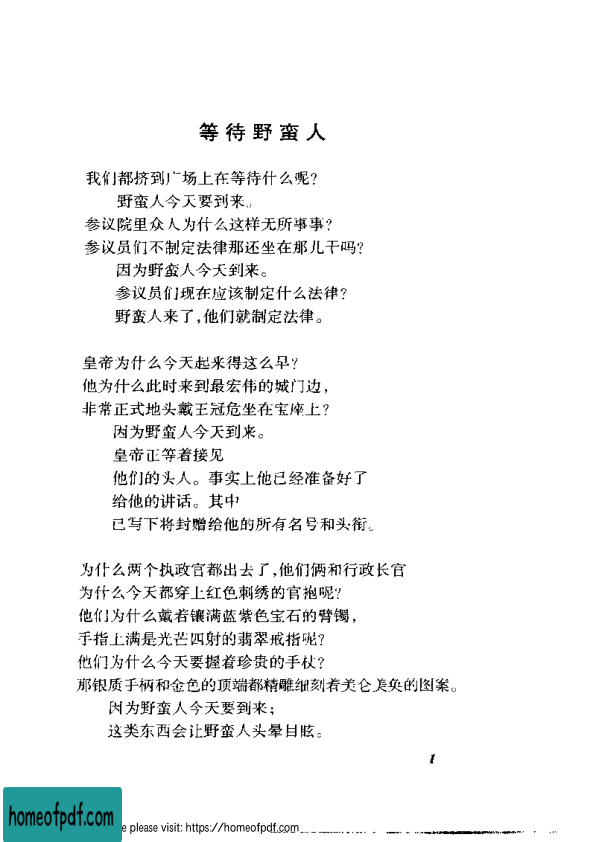 等待野蛮人
我们都挤到广场上在等待什么呢?
野蛮人今天要到来。
参议院里众人为什么这样无所事事?
参议员们不制定法律那还坐在那儿干吗?
因为野蛮人今天到来。
参议员们现在应该制定什么法律?
野蛮人来了,他们就制定法律。
皇帝为什么今天起来得这么早?
他为什么此时来到最宏伟的城门边,
非常正式地头戴王冠危坐在宝座上?
因为野蛮人今天到来。
皇帝正等着接见
他们的头人。事实上他已经准备好了
给他的讲话。其中
已写下将封赠给他的所有名号和头衔。
为什么两个执政官都出去了,他们俩和行政长官
为什么今天都穿上红色刺绣的官袍呢?
他们为什么戴着镶满蓝紫色宝石的臂镯,
手指上满是光芒四射的翡翠戒指呢?
他们为什么今天要握着珍贵的手杖?
那银质手柄和金色的顶端都精雕细刻着美仑美奂的图案。
因为野蛮人今天要到来;
这类东西会让野蛮人头晕目眩。
1
homeofpdf.com
e please visit: https://homeofpdf.com